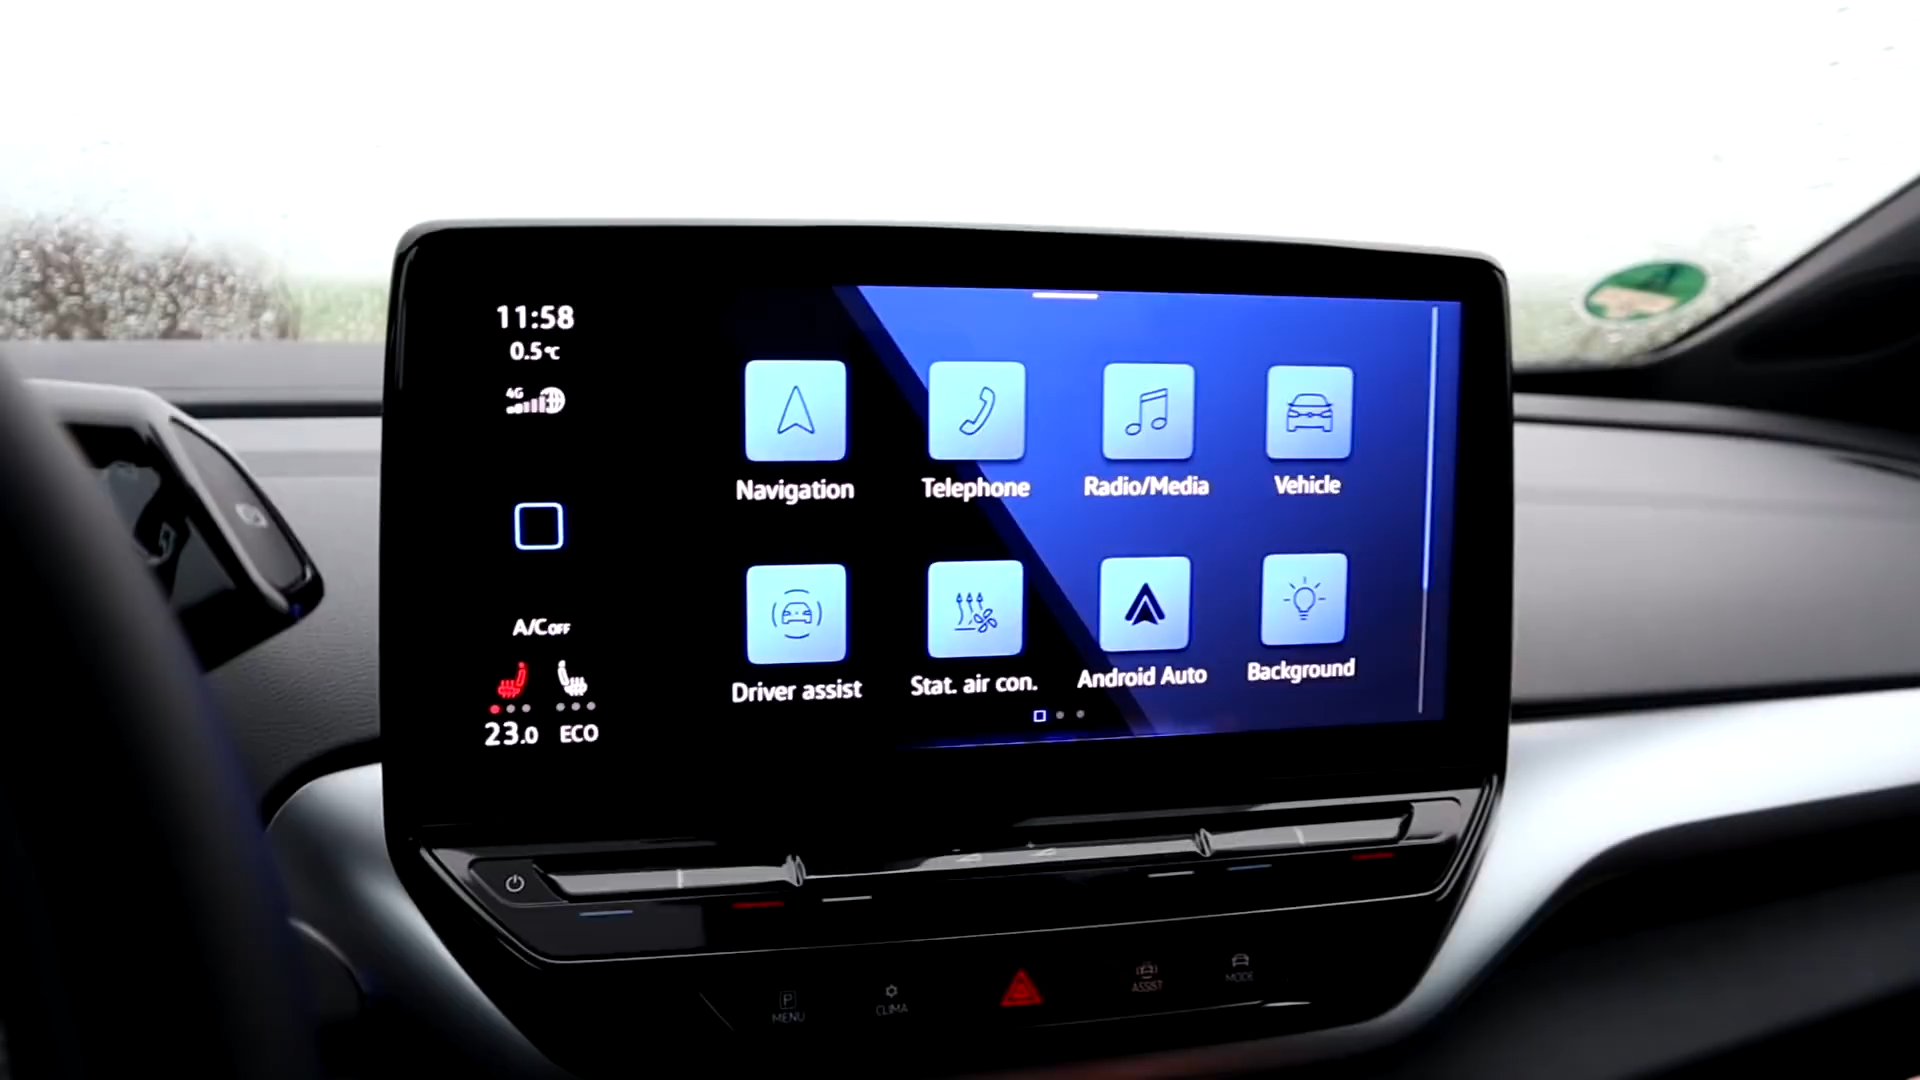 11:58
0.5°C
4G
Navigation
Telephone
Radio/Media
Vehicle
Driver assist
Stat. air con.
Android Auto
Background
A/C OFF
23.0
ECO
P
MENU
CLIMA
ASSIST
MODE